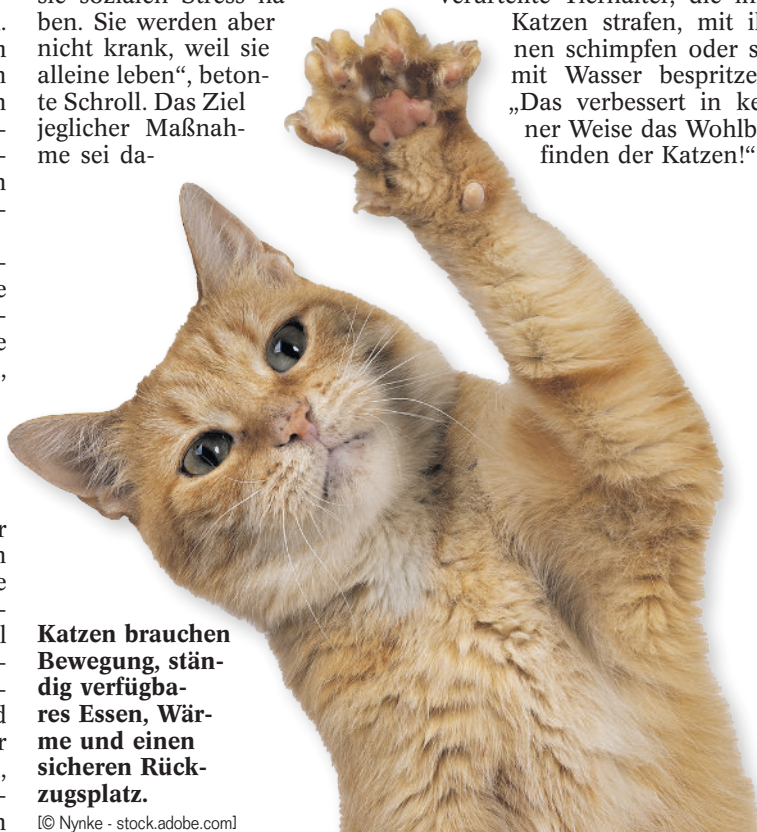 sie sozialen Stress ha-
ben. Sie werden aber
nicht krank, weil sie
alleine leben“, beton-
te Schroll. Das Ziel
jeglicher Maßnah-
me sei da-
verurteilte Tierhalter, die
Katzen strafen, mit
nen schimpfen oder
mit Wasser bespritze
„Das verbessert in ke
ner Weise das Wohlb
finden der Katzen!“
Katzen brauchen
Bewegung, stän-
dig verfügba-
res Essen, Wär-
me und einen
sicheren Rück-
zugsplatz.
[© Nynke - stock.adobe.com]